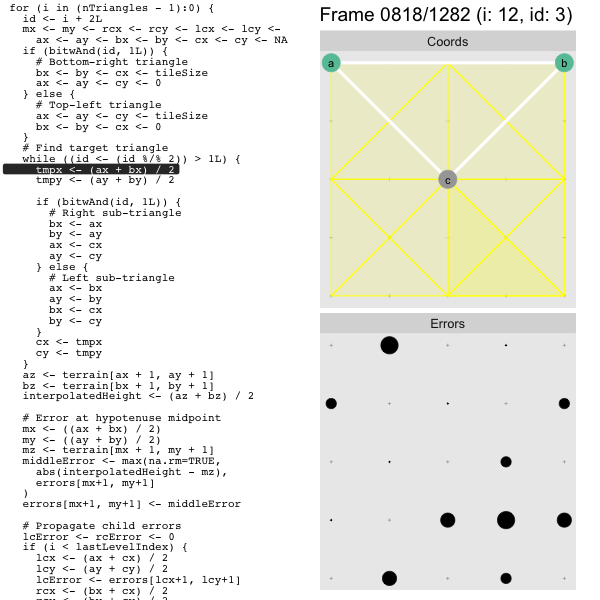 for (i in (nTriangles - 1):0) {
  id <- i + 2L
  mx <- my <- rcx <- rcy <- lcx <- lcy <-
    ax <- ay <- bx <- by <- cx <- cy <- NA
  if (bitwAnd(id, 1L)) {
    # Bottom-right triangle
    bx <- by <- cx <- tileSize
    ax <- ay <- cy <- 0
  } else {
    # Top-left triangle
    ax <- ay <- cy <- tileSize
    bx <- by <- cx <- 0
  }
  # Find target triangle
  while ((id <- (id %/% 2)) > 1L) {
    tmpx <- (ax + bx) / 2
    tmpy <- (ay + by) / 2
    if (bitwAnd(id, 1L)) {
      # Right sub-triangle
      bx <- ax
      by <- ay
      ax <- cx
      ay <- cy
    } else {
      # Left sub-triangle
      ax <- bx
      ay <- by
      bx <- cx
      by <- cy
    }
    cx <- tmpx
    cy <- tmpy
  }
  az <- terrain[ax + 1, ay + 1]
  bz <- terrain[bx + 1, by + 1]
  interpolatedHeight <- (az + bz) / 2
  # Error at hypotenuse midpoint
  mx <- ((ax + bx) / 2)
  my <- ((ay + by) / 2)
  mz <- terrain[mx + 1, my + 1]
  middleError <- max(na.rm=TRUE,
    abs(interpolatedHeight - mz),
    errors[mx+1, my+1]
  )
  errors[mx+1, my+1] <- middleError
  # Propagate child errors
  lcError <- rcError <- 0
  if (i < lastLevelIndex) {
    lcx <- (ax + cx) / 2
    lcy <- (ay + cy) / 2
    lcError <- errors[lcx+1, lcy+1]
    rcx <- (bx + cx) / 2
Frame 0818/1282 (i: 12, id: 3)
Coords
a
b
c
Errors